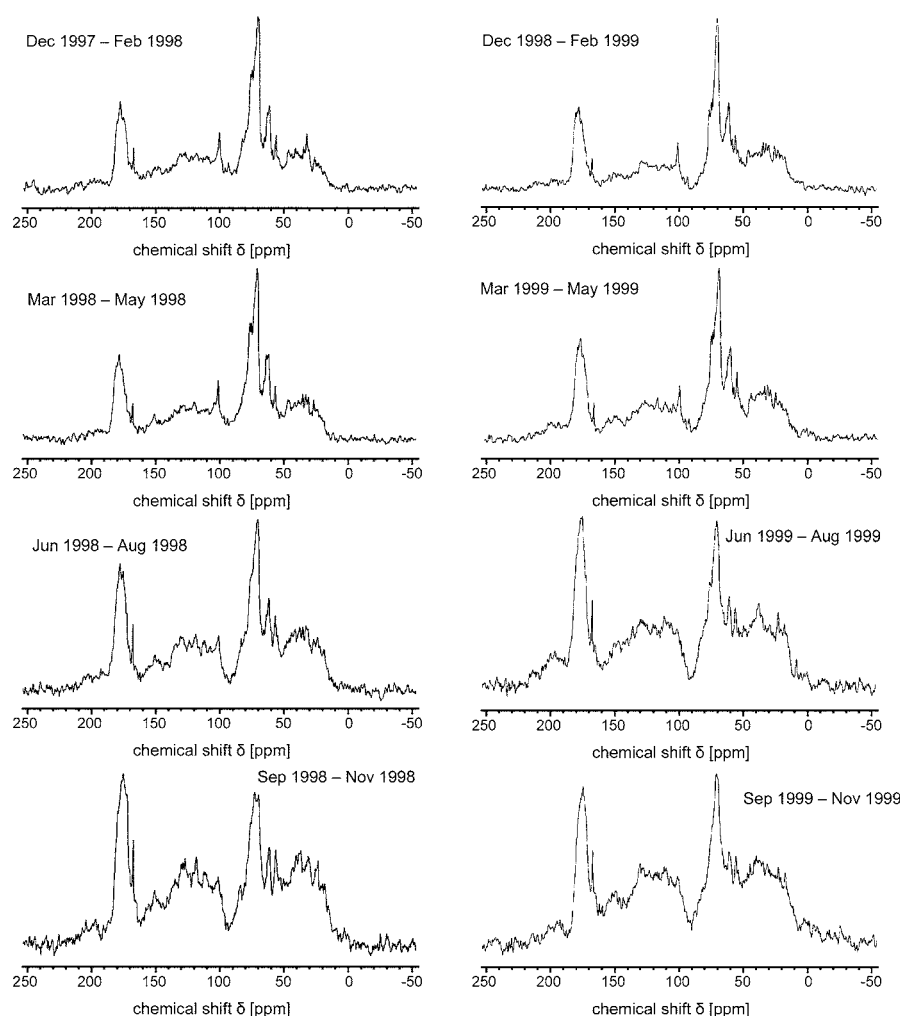 Dec 1997 – Feb 1998
250 200 150 100 50 0 -50
chemical shift δ [ppm]
Dec 1998 – Feb 1999
250 200 150 100 50 0 -50
chemical shift δ [ppm]
Mar 1998 – May 1998
250 200 150 100 50 0 -50
chemical shift δ [ppm]
Mar 1999 – May 1999
250 200 150 100 50 0 -50
chemical shift δ [ppm]
Jun 1998 – Aug 1998
250 200 150 100 50 0 -50
chemical shift δ [ppm]
Jun 1999 – Aug 1999
250 200 150 100 50 0 -50
chemical shift δ [ppm]
Sep 1998 – Nov 1998
250 200 150 100 50 0 -50
chemical shift δ [ppm]
Sep 1999 – Nov 1999
250 200 150 100 50 0 -50
chemical shift δ [ppm]